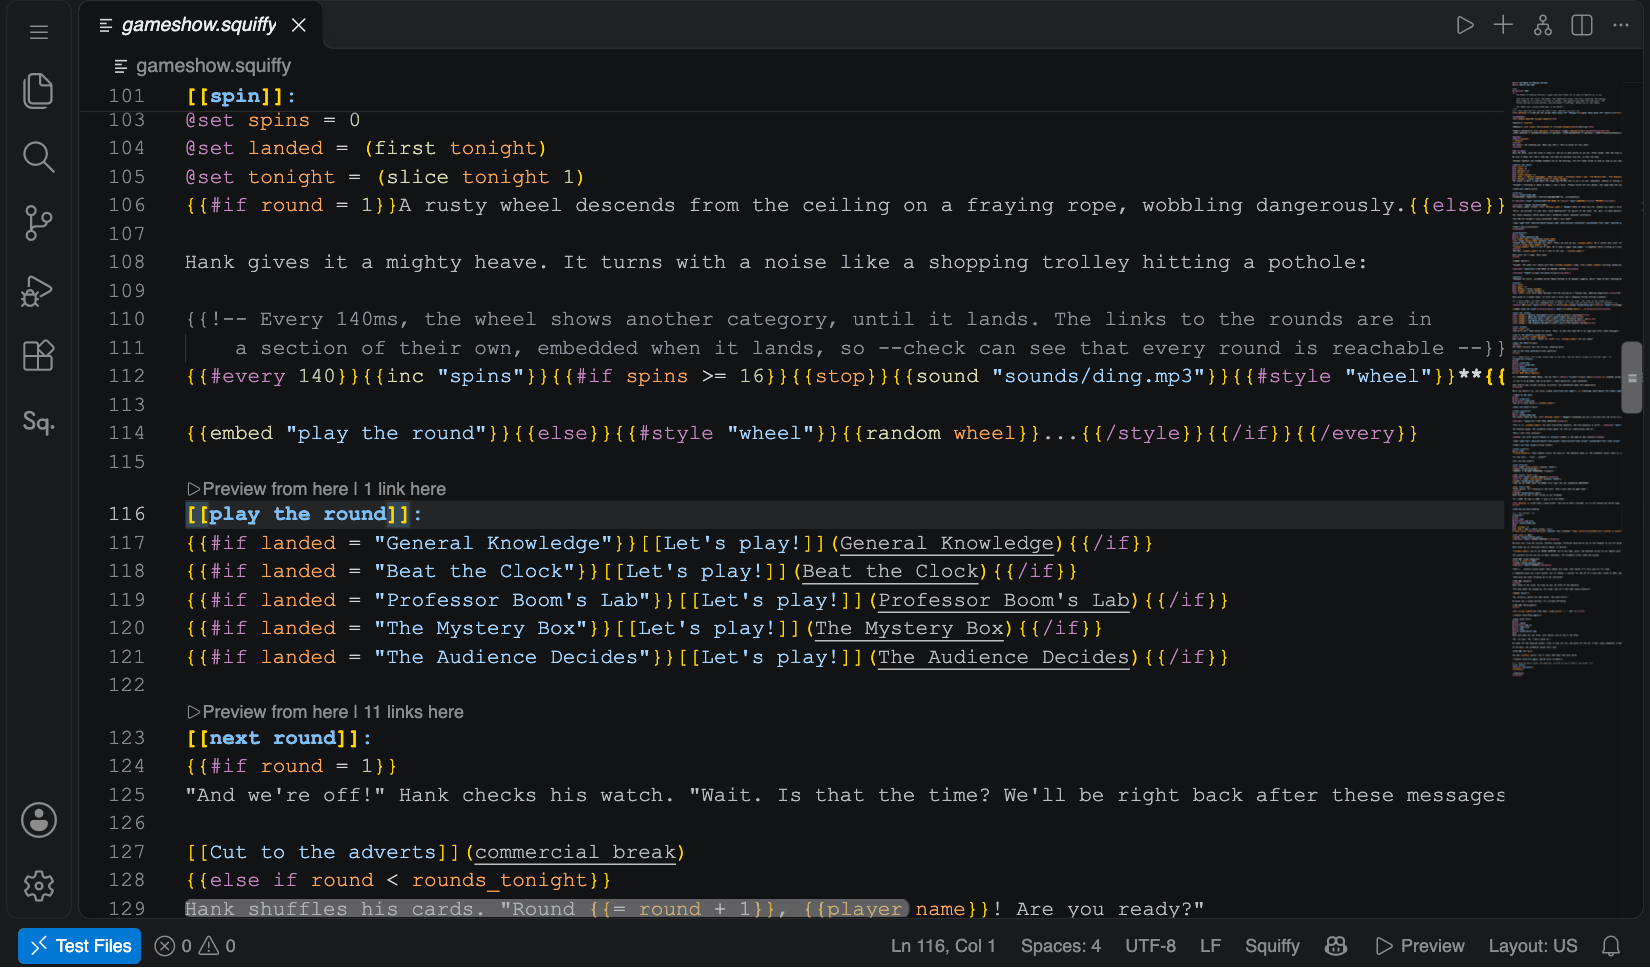 gameshow.squiffy
gameshow.squiffy
101 [[spin]]:
103 @set spins = 0
104 @set landed = (first tonight)
105 @set tonight = (slice tonight 1)
106 {{#if round = 1}}A rusty wheel descends from the ceiling on a fraying rope, wobbling dangerously.{{else}}
107
108 Hank gives it a mighty heave. It turns with a noise like a shopping trolley hitting a pothole:
109
110 {{!-- Every 140ms, the wheel shows another category, until it lands. The links to the rounds are in
111 a section of their own, embedded when it lands, so --check can see that every round is reachable --}}
112 {{#every 140}}{{inc "spins"}}{{#if spins >= 16}}{{stop}}{{sound "sounds/ding.mp3"}}{{#style "wheel"}}**{{
113
114 {{embed "play the round"}}{{else}}{{#style "wheel"}}{{random wheel}}...{{/style}}{{/if}}{{/every}}
115
Preview from here | 1 link here
116 [[play the round]]:
117 {{#if landed = "General Knowledge"}}[[Let's play!]](General Knowledge){{/if}}
118 {{#if landed = "Beat the Clock"}}[[Let's play!]](Beat the Clock){{/if}}
119 {{#if landed = "Professor Boom's Lab"}}[[Let's play!]](Professor Boom's Lab){{/if}}
120 {{#if landed = "The Mystery Box"}}[[Let's play!]](The Mystery Box){{/if}}
121 {{#if landed = "The Audience Decides"}}[[Let's play!]](The Audience Decides){{/if}}
122
Preview from here | 11 links here
123 [[next round]]:
124 {{#if round = 1}}
125 "And we're off!" Hank checks his watch. "Wait. Is that the time? We'll be right back after these messages
126
127 [[Cut to the adverts]](commercial break)
128 {{else if round < rounds_tonight}}
129 Hank shuffles his cards. "Round {{= round + 1}}, {{player name}}! Are you ready?"
Sq.
Test Files 0 0 Ln 116, Col 1 Spaces: 4 UTF-8 LF Squiffy Preview Layout: US